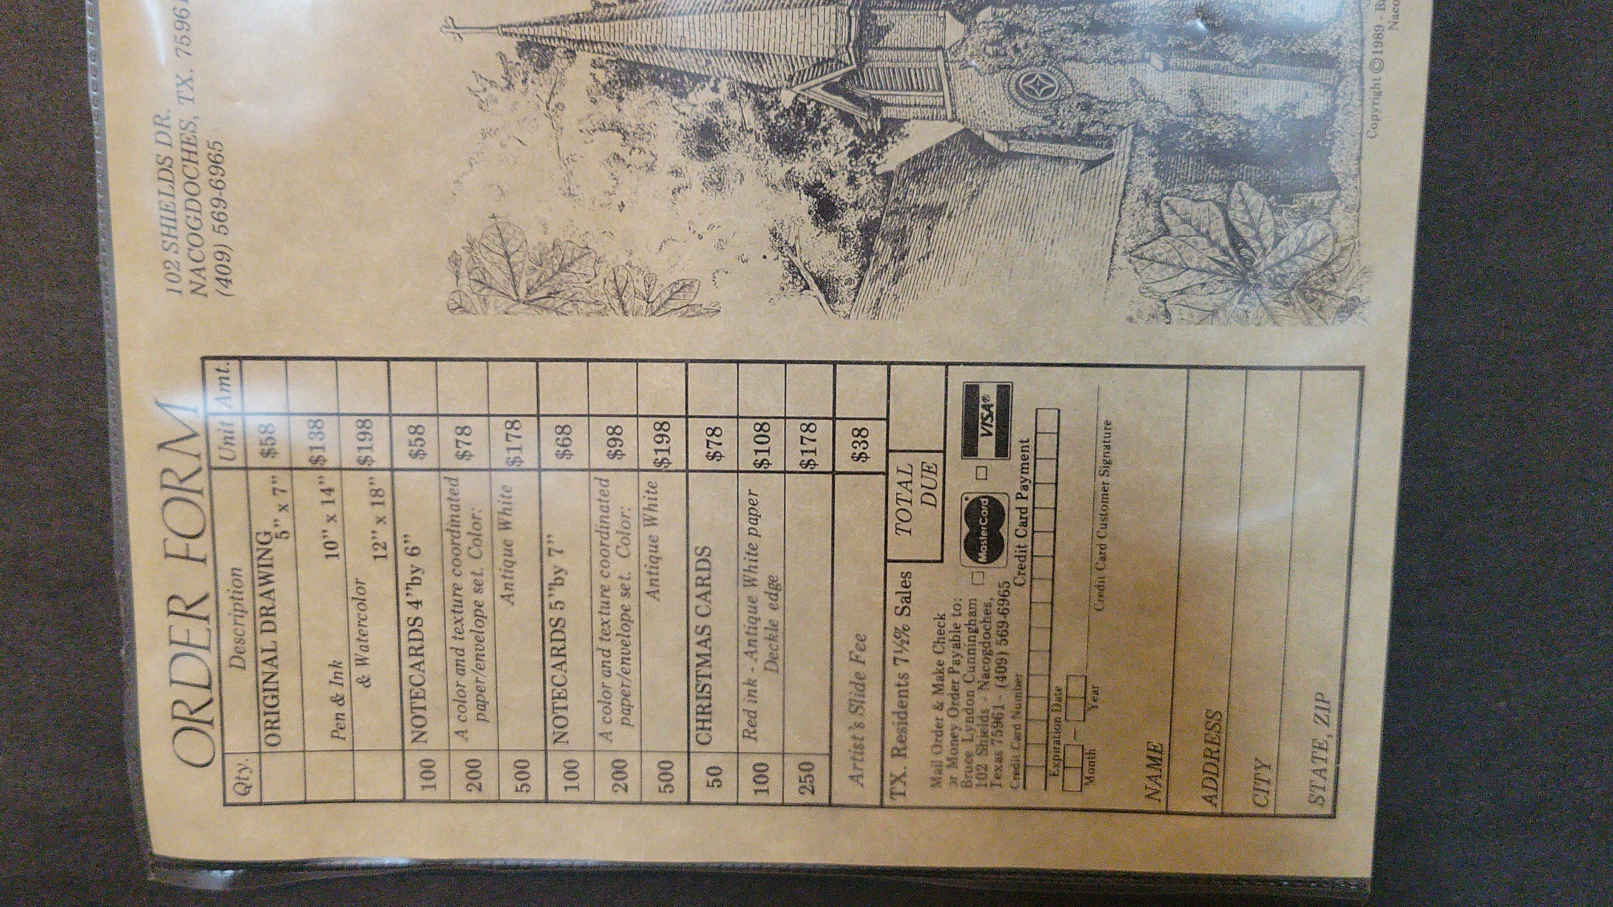 102 SHIELDS DR.
NACOGDOCHES, TX. 7596
(409) 569-6965
ORDER FORM
Qty. Description Unit Amt.
ORIGINAL DRAWING
5" x 7" $58
Pen & Ink 10" x 14" $138
& Watercolor
12" x 18" $198
100 NOTECARDS 4"by 6" $58
200 A color and texture coordinated $78
paper/envelope set. Color:
500 Antique White $178
100 NOTECARDS 5"by 7" $68
200 A color and texture coordinated $98
paper/envelope set. Color:
500 Antique White $198
50 CHRISTMAS CARDS $78
100 Red ink - Antique White paper $108
Deckle edge
250 $178
Artist's Slide Fee $38
TX. Residents 7½% Sales TOTAL
DUE
Mail Order & Make Check
or Money Order Payable to:
Bruce Lyndon Cunningham
102 Shields - Nacogdoches,
Texas 75961 - (409) 569-6965
MasterCard VISA
Credit Card Number Credit Card Payment
Expiration Date
Month Year
Credit Card Customer Signature
NAME
ADDRESS
CITY
STATE, ZIP
Copyright © 1989 - B
Naco